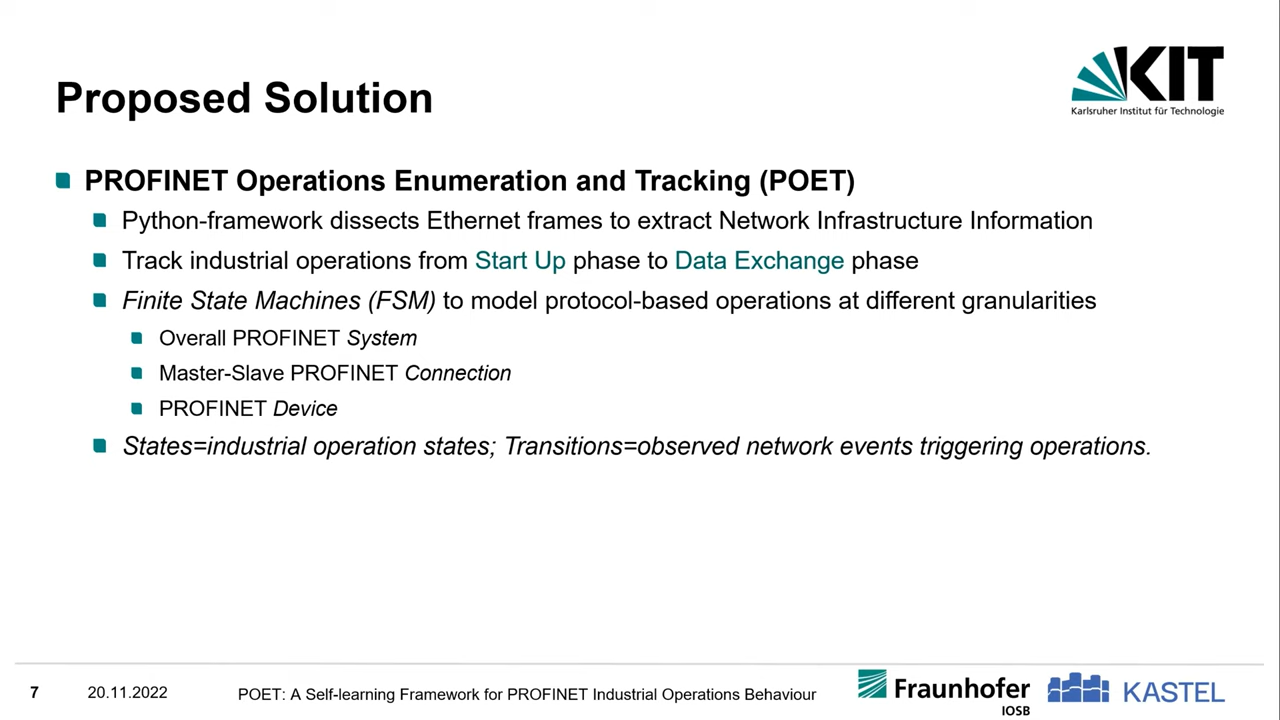 KIT
Karlsruher Institut für Technologie
Proposed Solution
PROFINET Operations Enumeration and Tracking (POET)
Python-framework dissects Ethernet frames to extract Network Infrastructure Information
Track industrial operations from Start Up phase to Data Exchange phase
Finite State Machines (FSM) to model protocol-based operations at different granularities
Overall PROFINET System
Master-Slave PROFINET Connection
PROFINET Device
States=industrial operation states; Transitions=observed network events triggering operations.
7 20.11.2022 POET: A Self-learning Framework for PROFINET Industrial Operations Behaviour
Fraunhofer
IOSB
KASTEL